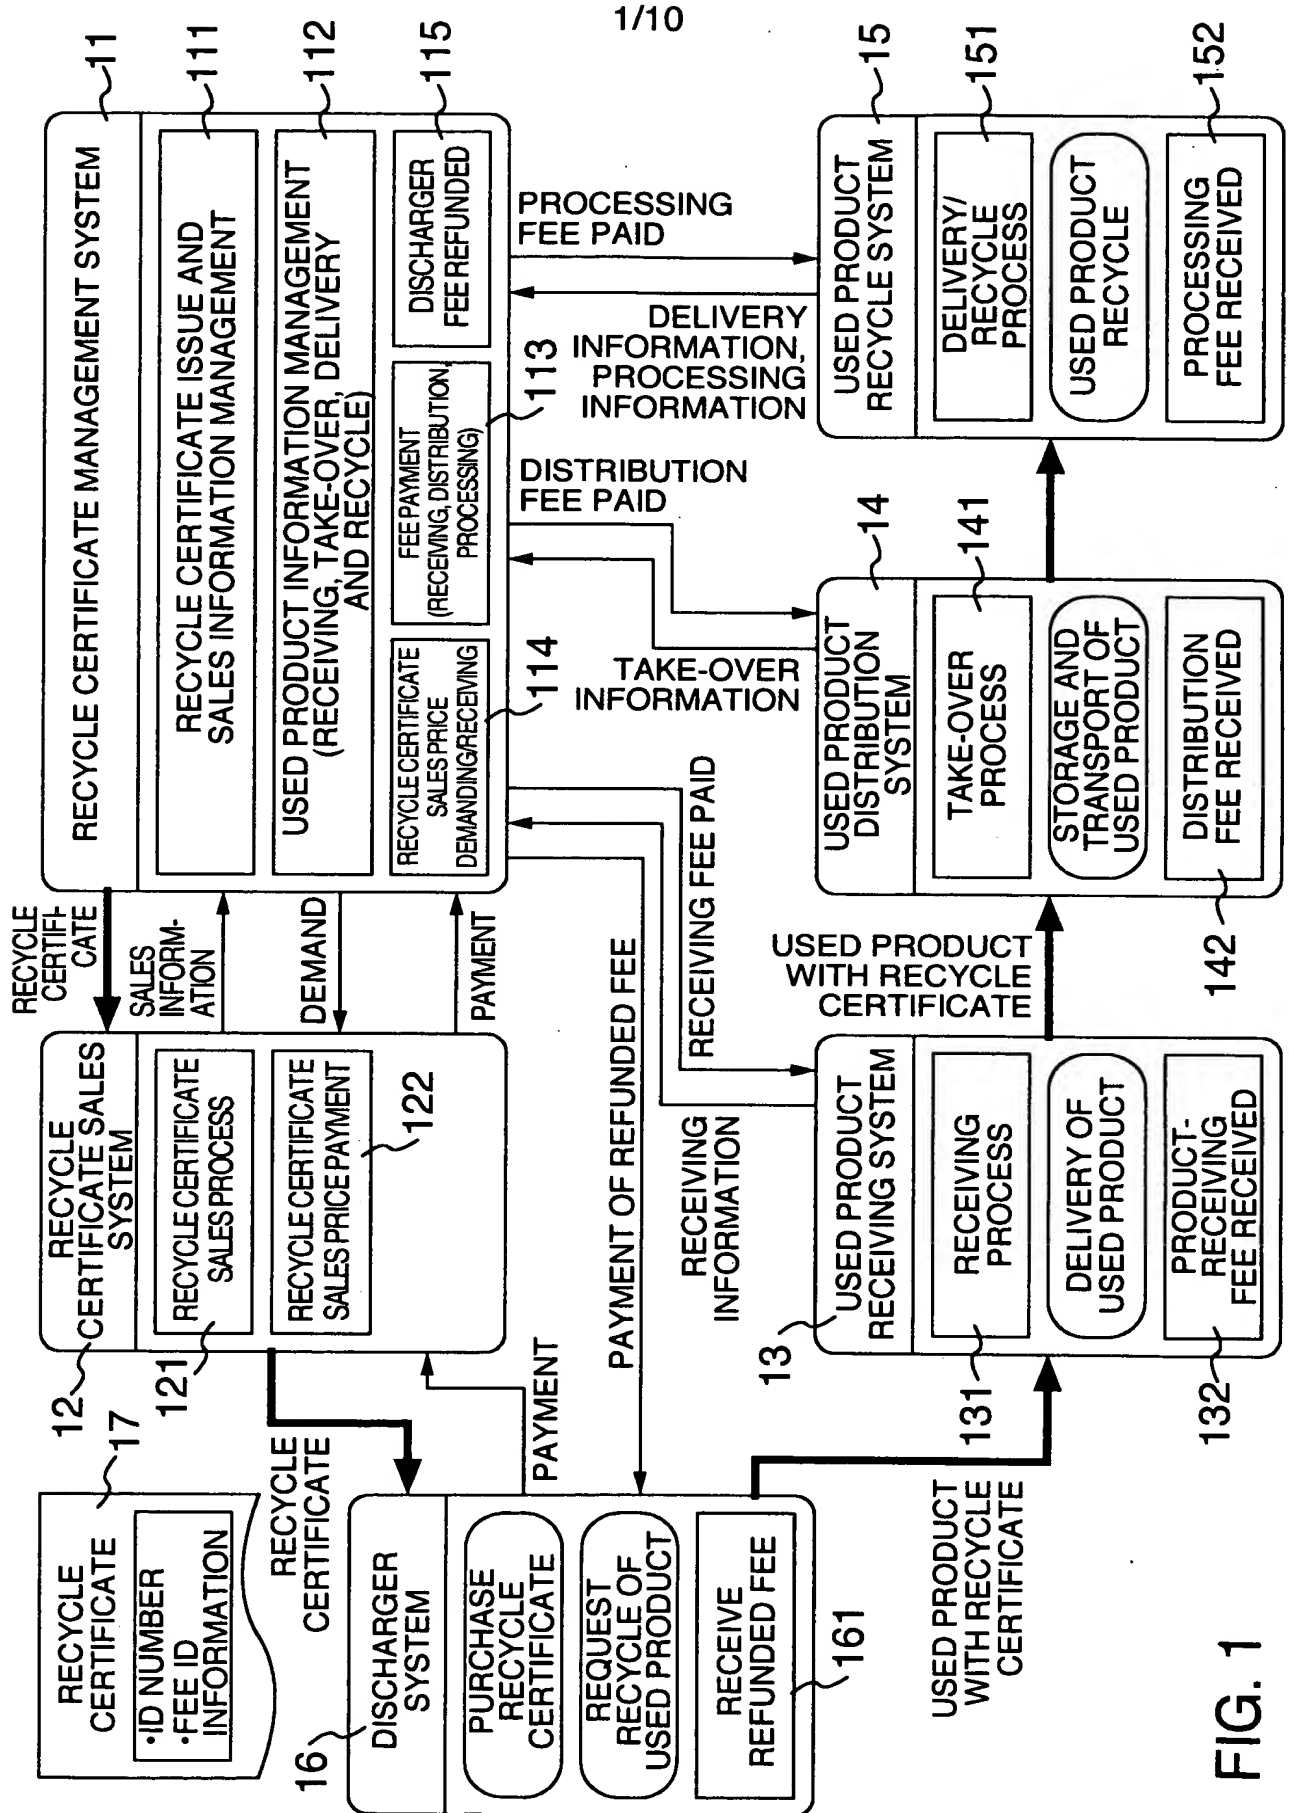 1/10
RECYCLE
CERTIFICATE
•ID NUMBER
•FEE ID
INFORMATION
17
12
RECYCLE
CERTIFICATE SALES
SYSTEM
RECYCLE CERTIFICATE
SALES PROCESS
121
RECYCLE CERTIFICATE
SALES PRICE PAYMENT
122
RECYCLE
CERTIFI-
CATE
SALES
INFORM-
ATION
DEMAND
PAYMENT
RECYCLE CERTIFICATE MANAGEMENT SYSTEM
11
RECYCLE CERTIFICATE ISSUE AND
SALES INFORMATION MANAGEMENT
111
USED PRODUCT INFORMATION MANAGEMENT
(RECEIVING, TAKE-OVER, DELIVERY
AND RECYCLE)
112
RECYCLE CERTIFICATE
SALES PRICE
DEMANDING/RECEIVING
114
FEE PAYMENT
(RECEIVING, DISTRIBUTION,
PROCESSING)
113
DISCHARGER
FEE REFUNDED
115
RECYCLE
CERTIFICATE
PAYMENT
16
DISCHARGER
SYSTEM
PURCHASE
RECYCLE
CERTIFICATE
REQUEST
RECYCLE OF
USED PRODUCT
RECEIVE
REFUNDED FEE
161
PAYMENT OF REFUNDED FEE
RECEIVING
INFORMATION
RECEIVING FEE PAID
TAKE-OVER
INFORMATION
DISTRIBUTION
FEE PAID
DELIVERY
INFORMATION,
PROCESSING
INFORMATION
PROCESSING
FEE PAID
USED PRODUCT
WITH RECYCLE
CERTIFICATE
13
USED PRODUCT
RECEIVING SYSTEM
RECEIVING
PROCESS
131
DELIVERY OF
USED PRODUCT
PRODUCT-
RECEIVING
FEE RECEIVED
132
USED PRODUCT
WITH RECYCLE
CERTIFICATE
USED PRODUCT
DISTRIBUTION
SYSTEM
14
TAKE-OVER
PROCESS
141
STORAGE AND
TRANSPORT OF
USED PRODUCT
DISTRIBUTION
FEE RECEIVED
142
USED PRODUCT
RECYCLE SYSTEM
15
DELIVERY/
RECYCLE
PROCESS
151
USED PRODUCT
RECYCLE
PROCESSING
FEE RECEIVED
152
FIG. 1